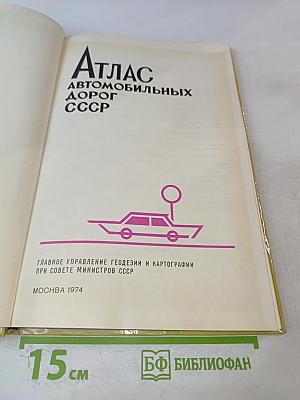 АТЛАС
АВТОМОБИЛЬНЫХ
ДОРОГ
СССР
ГЛАВНОЕ УПРАВЛЕНИЕ ГЕОДЕЗИИ И КАРТОГРАФИИ
ПРИ СОВЕТЕ МИНИСТРОВ СССР
МОСКВА 1974
15 см
БФ БИБЛИОФАН